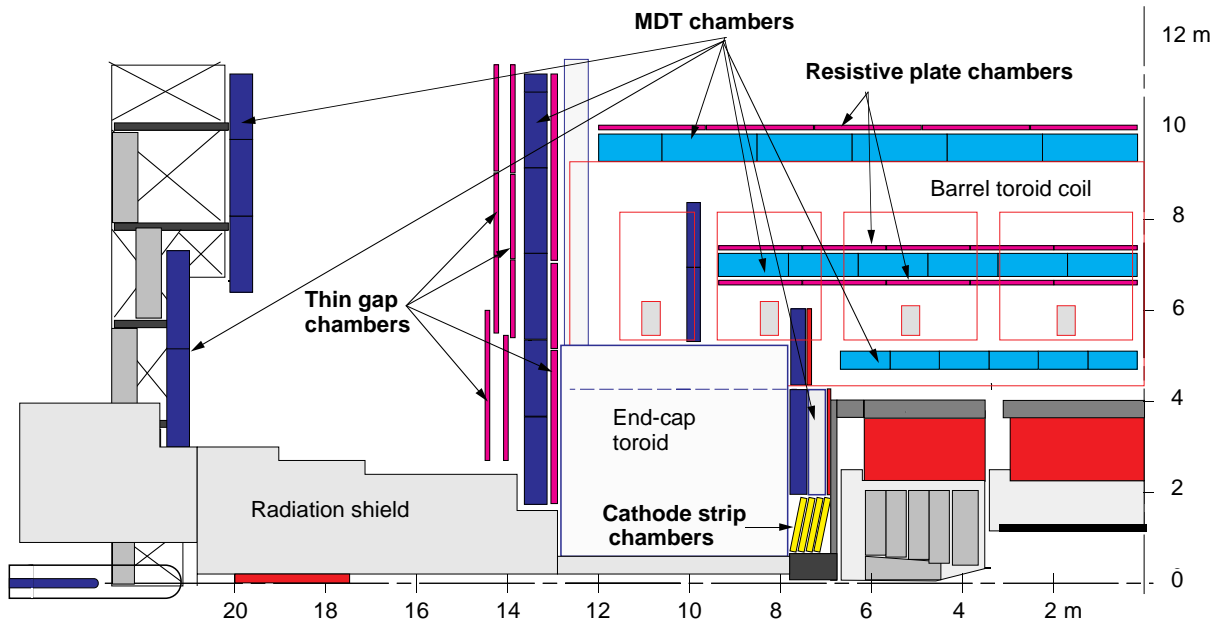 MDT chambers
12 m
Resistive plate chambers
10
Barrel toroid coil
8
Thin gap
chambers
6
4
End-cap
toroid
2
Radiation shield
Cathode strip
chambers
0
20 18 16 14 12 10 8 6 4 2 m